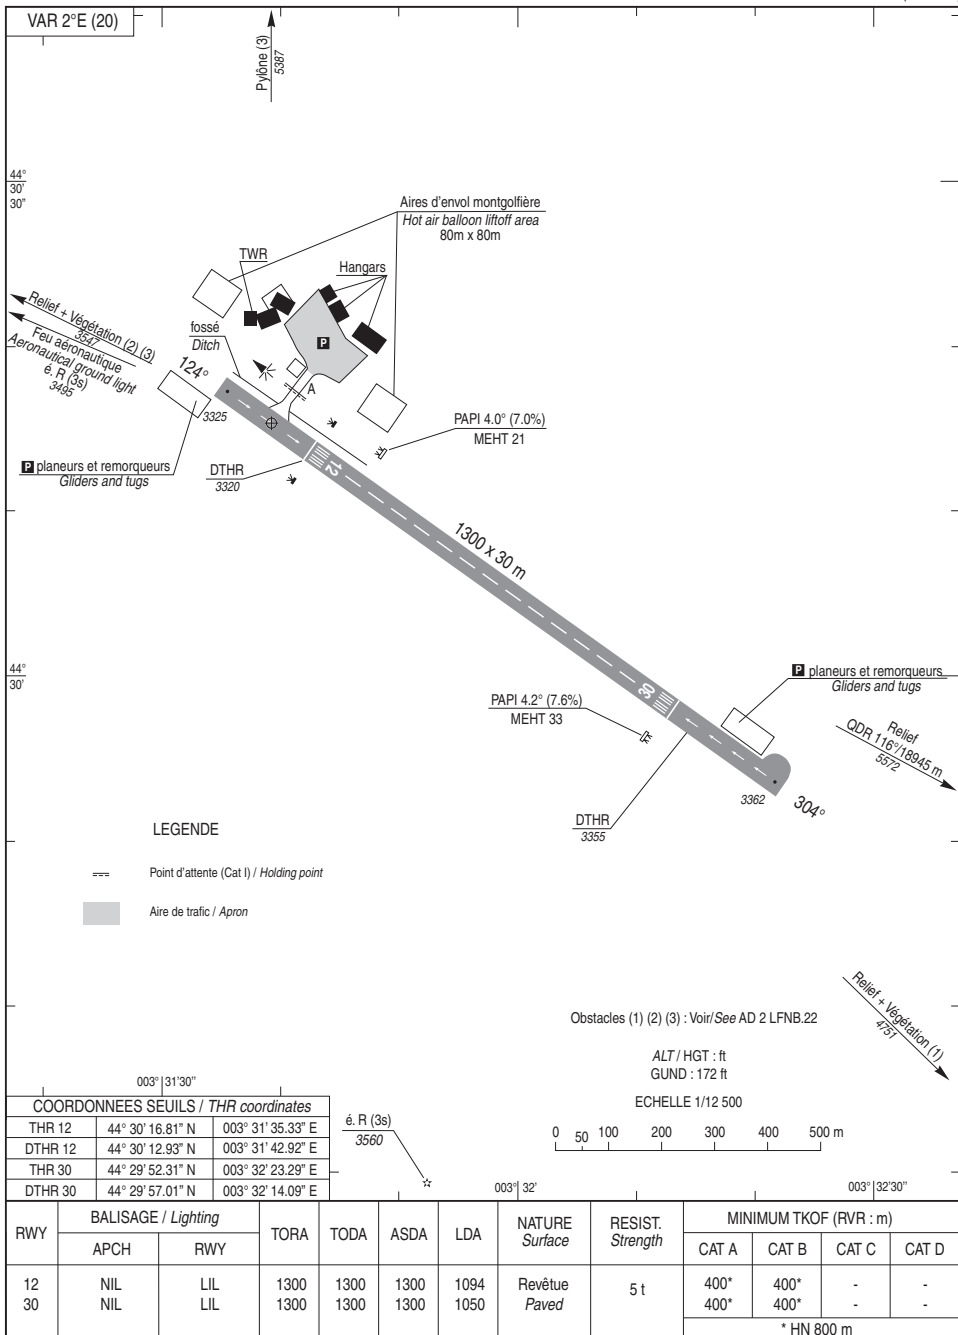 VAR 2°E (20)
Pylône (3)
5387
44°
30'
30"
Aires d'envol montgolfière
Hot air balloon liftoff area
80m x 80m
TWR
Hangars
Relief + Végétation (2) (3)
3547
Feu aéronautique
Aeronautical ground light
é. R (3s)
3495
fossé
Ditch
124°
P
A
3325
PAPI 4.0° (7.0%)
MEHT 21
P planeurs et remorqueurs
Gliders and tugs
DTHR
3320
12
1300 x 30 m
44°
30'
30
P planeurs et remorqueurs
Gliders and tugs
PAPI 4.2° (7.6%)
MEHT 33
Relief
QDR 116°/18945 m
5572
3362
304°
DTHR
3355
LEGENDE
Point d'attente (Cat I) / Holding point
Aire de trafic / Apron
Relief + Végétation (1)
4751
Obstacles (1) (2) (3) : Voir/See AD 2 LFNB.22
ALT / HGT : ft
GUND : 172 ft
ECHELLE 1/12 500
0 50 100 200 300 400 500 m
003° 31'30"
COORDONNEES SEUILS / THR coordinates
THR 12 44° 30' 16.81" N 003° 31' 35.33" E
DTHR 12 44° 30' 12.93" N 003° 31' 42.92" E
THR 30 44° 29' 52.31" N 003° 32' 23.29" E
DTHR 30 44° 29' 57.01" N 003° 32' 14.09" E
é. R (3s)
3560
003° 32'
003° 32'30"
RWY BALISAGE / Lighting TORA TODA ASDA LDA NATURE Surface RESIST. Strength MINIMUM TKOF (RVR : m)
APCH RWY CAT A CAT B CAT C CAT D
12 NIL LIL 1300 1300 1300 1094 Revêtue 5 t 400* 400* - -
30 NIL LIL 1300 1300 1300 1050 Paved 400* 400* - -
* HN 800 m